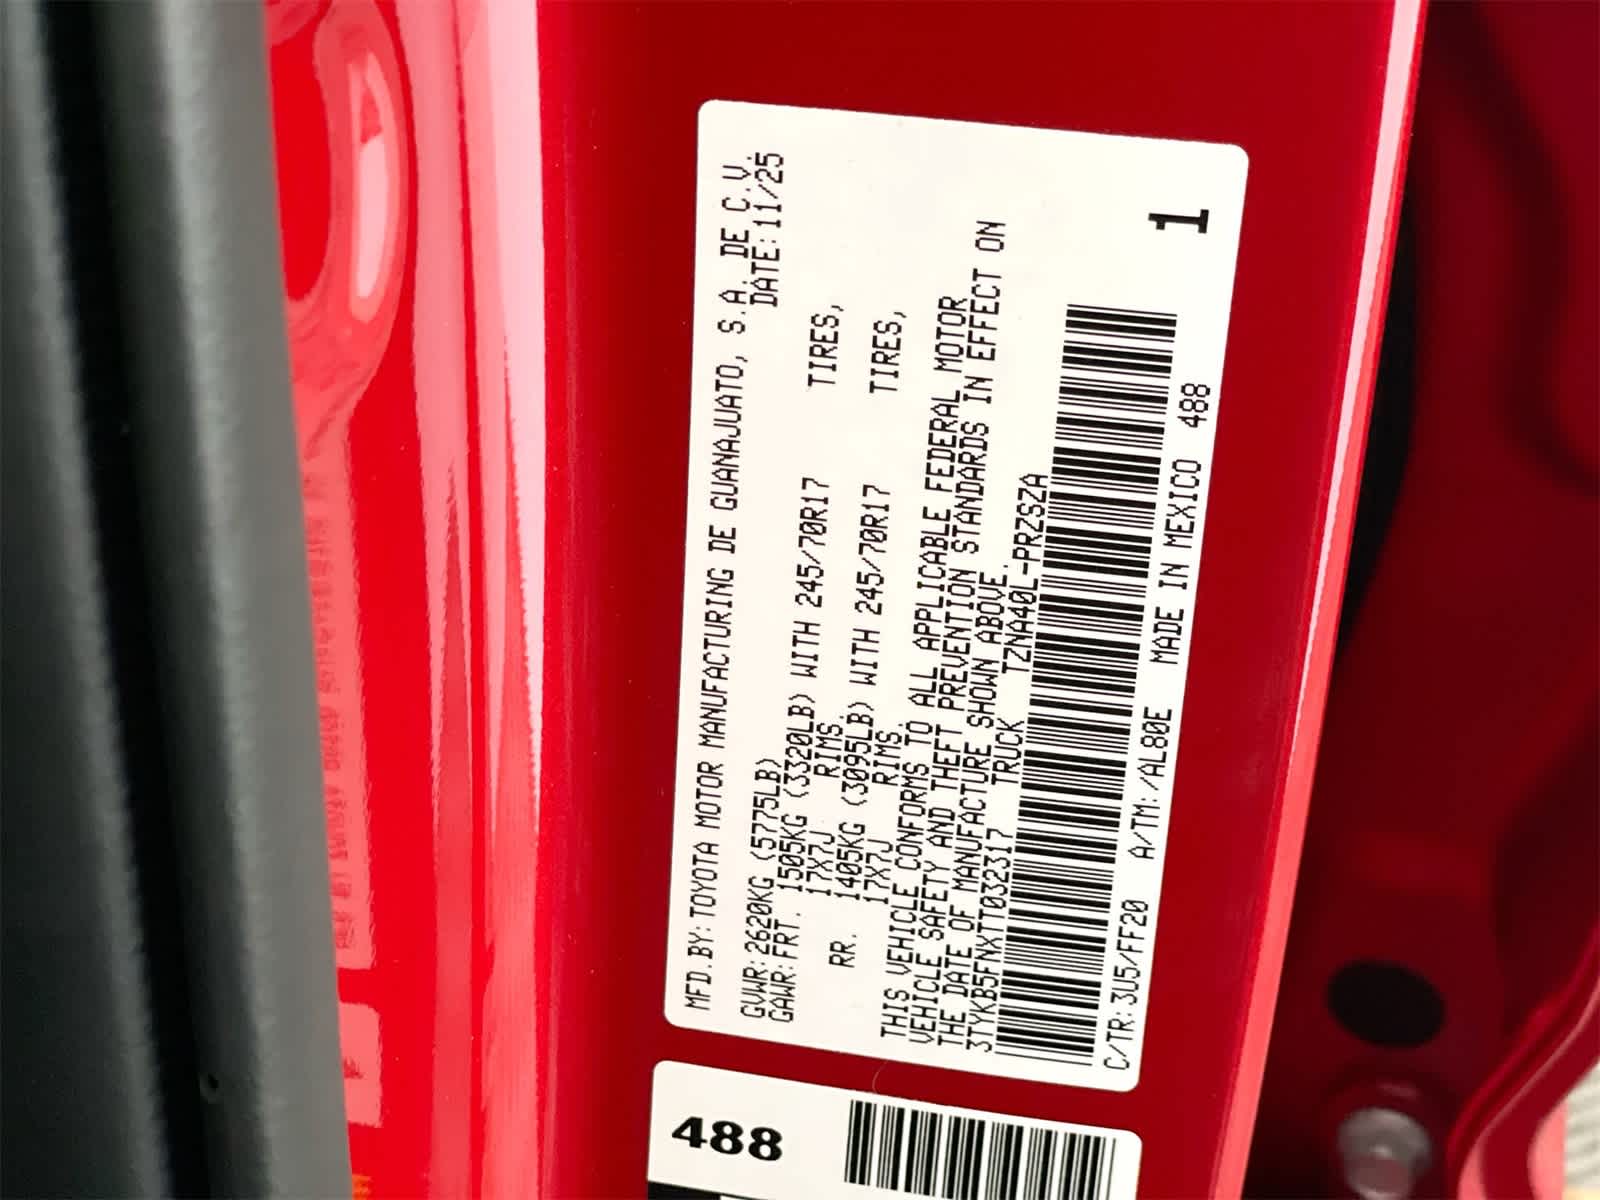 MFD.BY:TOYOTA MOTOR MANUFACTURING DE GUANAJUATO, S.A. DE C.V.
DATE:11/25
GVWR:2620KG (5775LB)
GAWR:FRT. 1505KG (3320LB) WITH 245/70R17 TIRES,
17X7J RIMS.
RR. 1405KG (3095LB) WITH 245/70R17 TIRES,
17X7J RIMS.
THIS VEHICLE CONFORMS TO ALL APPLICABLE FEDERAL MOTOR
VEHICLE SAFETY AND THEFT PREVENTION STANDARDS IN EFFECT ON
THE DATE OF MANUFACTURE SHOWN ABOVE.
3TYKB5FNXTT032317 TRUCK TZNA40L-PRZSZA
C/TR:3U5/FF20 A/TM:/AL80E MADE IN MEXICO 488
1
488